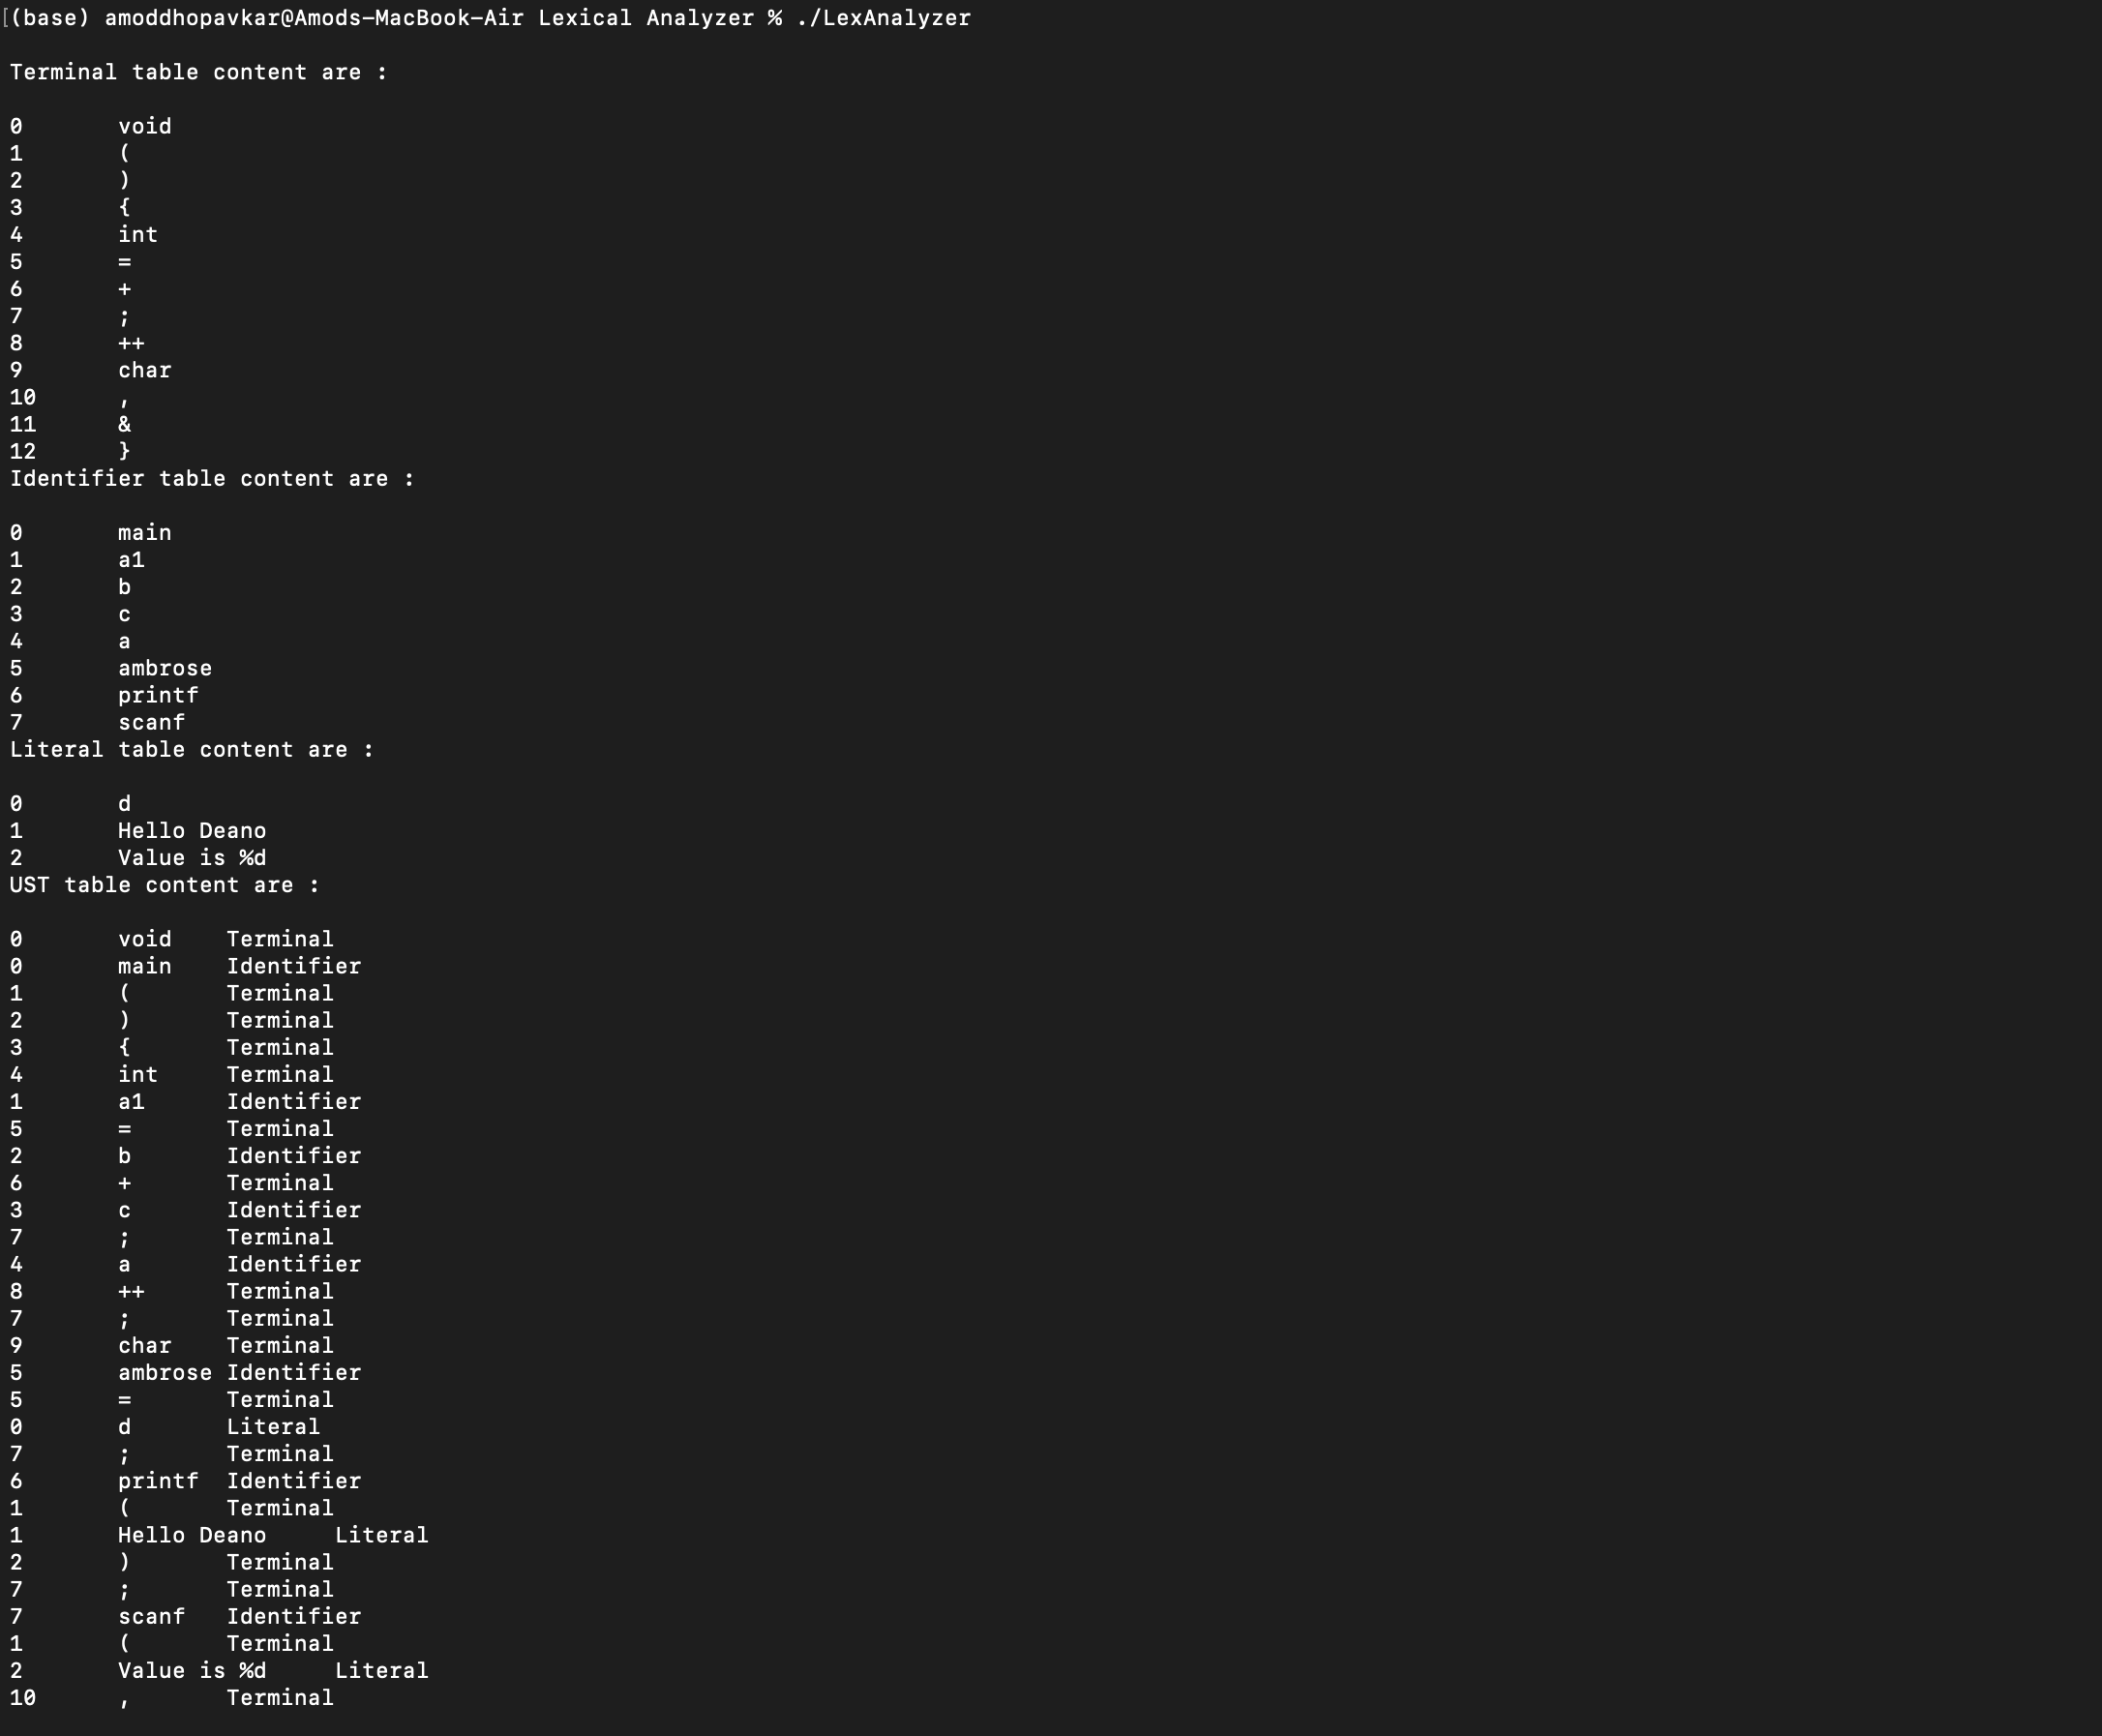 [(base) amoddhopavkar@Amods-MacBook-Air Lexical Analyzer % ./LexAnalyzer
Terminal table content are :
0 void
1 (
2 )
3 {
4 int
5 =
6 +
7 ;
8 ++
9 char
10 ,
11 &
12 }
Identifier table content are :
0 main
1 a1
2 b
3 c
4 a
5 ambrose
6 printf
7 scanf
Literal table content are :
0 d
1 Hello Deano
2 Value is %d
UST table content are :
0 void Terminal
0 main Identifier
1 ( Terminal
2 ) Terminal
3 { Terminal
4 int Terminal
1 a1 Identifier
5 = Terminal
2 b Identifier
6 + Terminal
3 c Identifier
7 ; Terminal
4 a Identifier
8 ++ Terminal
7 ; Terminal
9 char Terminal
5 ambrose Identifier
5 = Terminal
0 d Literal
7 ; Terminal
6 printf Identifier
1 ( Terminal
1 Hello Deano Literal
2 ) Terminal
7 ; Terminal
7 scanf Identifier
1 ( Terminal
2 Value is %d Literal
10 , Terminal